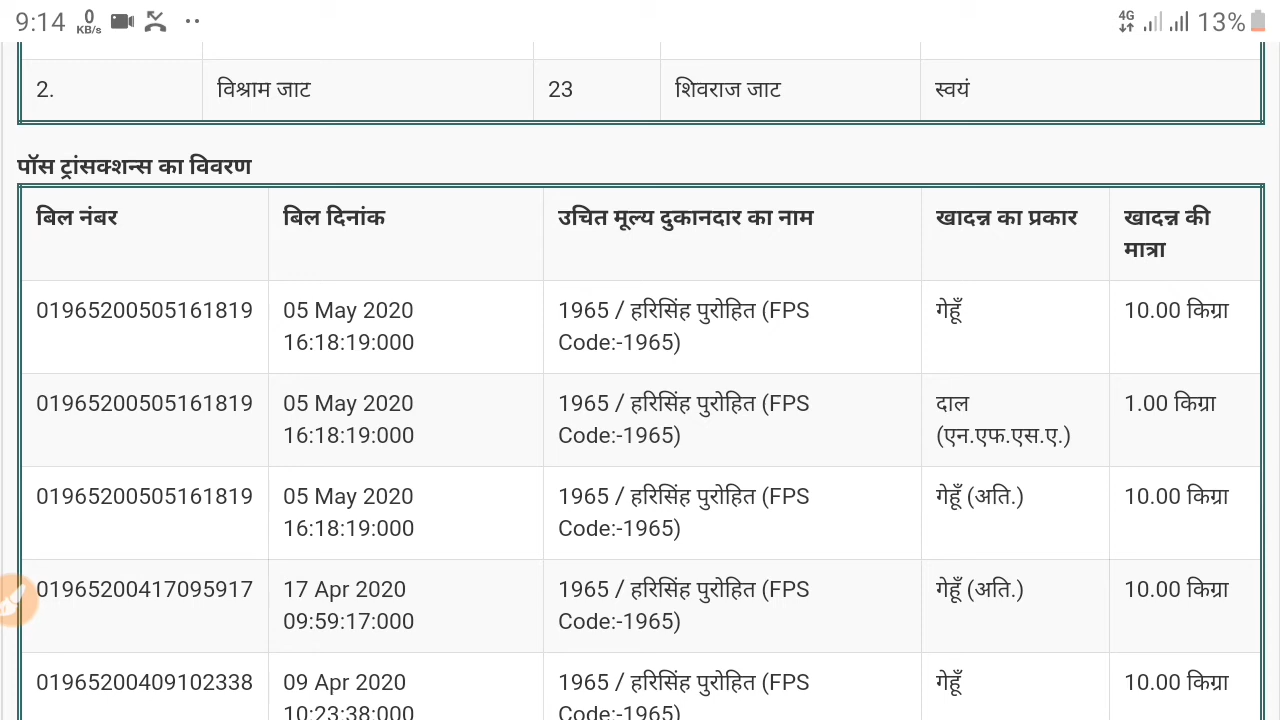 9:14 0 KB/s 4G 13%
2. विश्राम जाट 23 शिवराज जाट स्वयं
पॉस ट्रांसक्शन्स का विवरण
बिल नंबर बिल दिनांक उचित मूल्य दुकानदार का नाम खादन्न का प्रकार खादन्न की
मात्रा
01965200505161819 05 May 2020 1965 / हरिसिंह पुरोहित (FPS गेहूँ 10.00 किग्रा
16:18:19:000 Code:-1965)
01965200505161819 05 May 2020 1965 / हरिसिंह पुरोहित (FPS दाल 1.00 किग्रा
16:18:19:000 Code:-1965) (एन.एफ.एस.ए.)
01965200505161819 05 May 2020 1965 / हरिसिंह पुरोहित (FPS गेहूँ (अति.) 10.00 किग्रा
16:18:19:000 Code:-1965)
01965200417095917 17 Apr 2020 1965 / हरिसिंह पुरोहित (FPS गेहूँ (अति.) 10.00 किग्रा
09:59:17:000 Code:-1965)
01965200409102338 09 Apr 2020 1965 / हरिसिंह पुरोहित (FPS गेहूँ 10.00 किग्रा
10:23:38:000 Code:-1965)